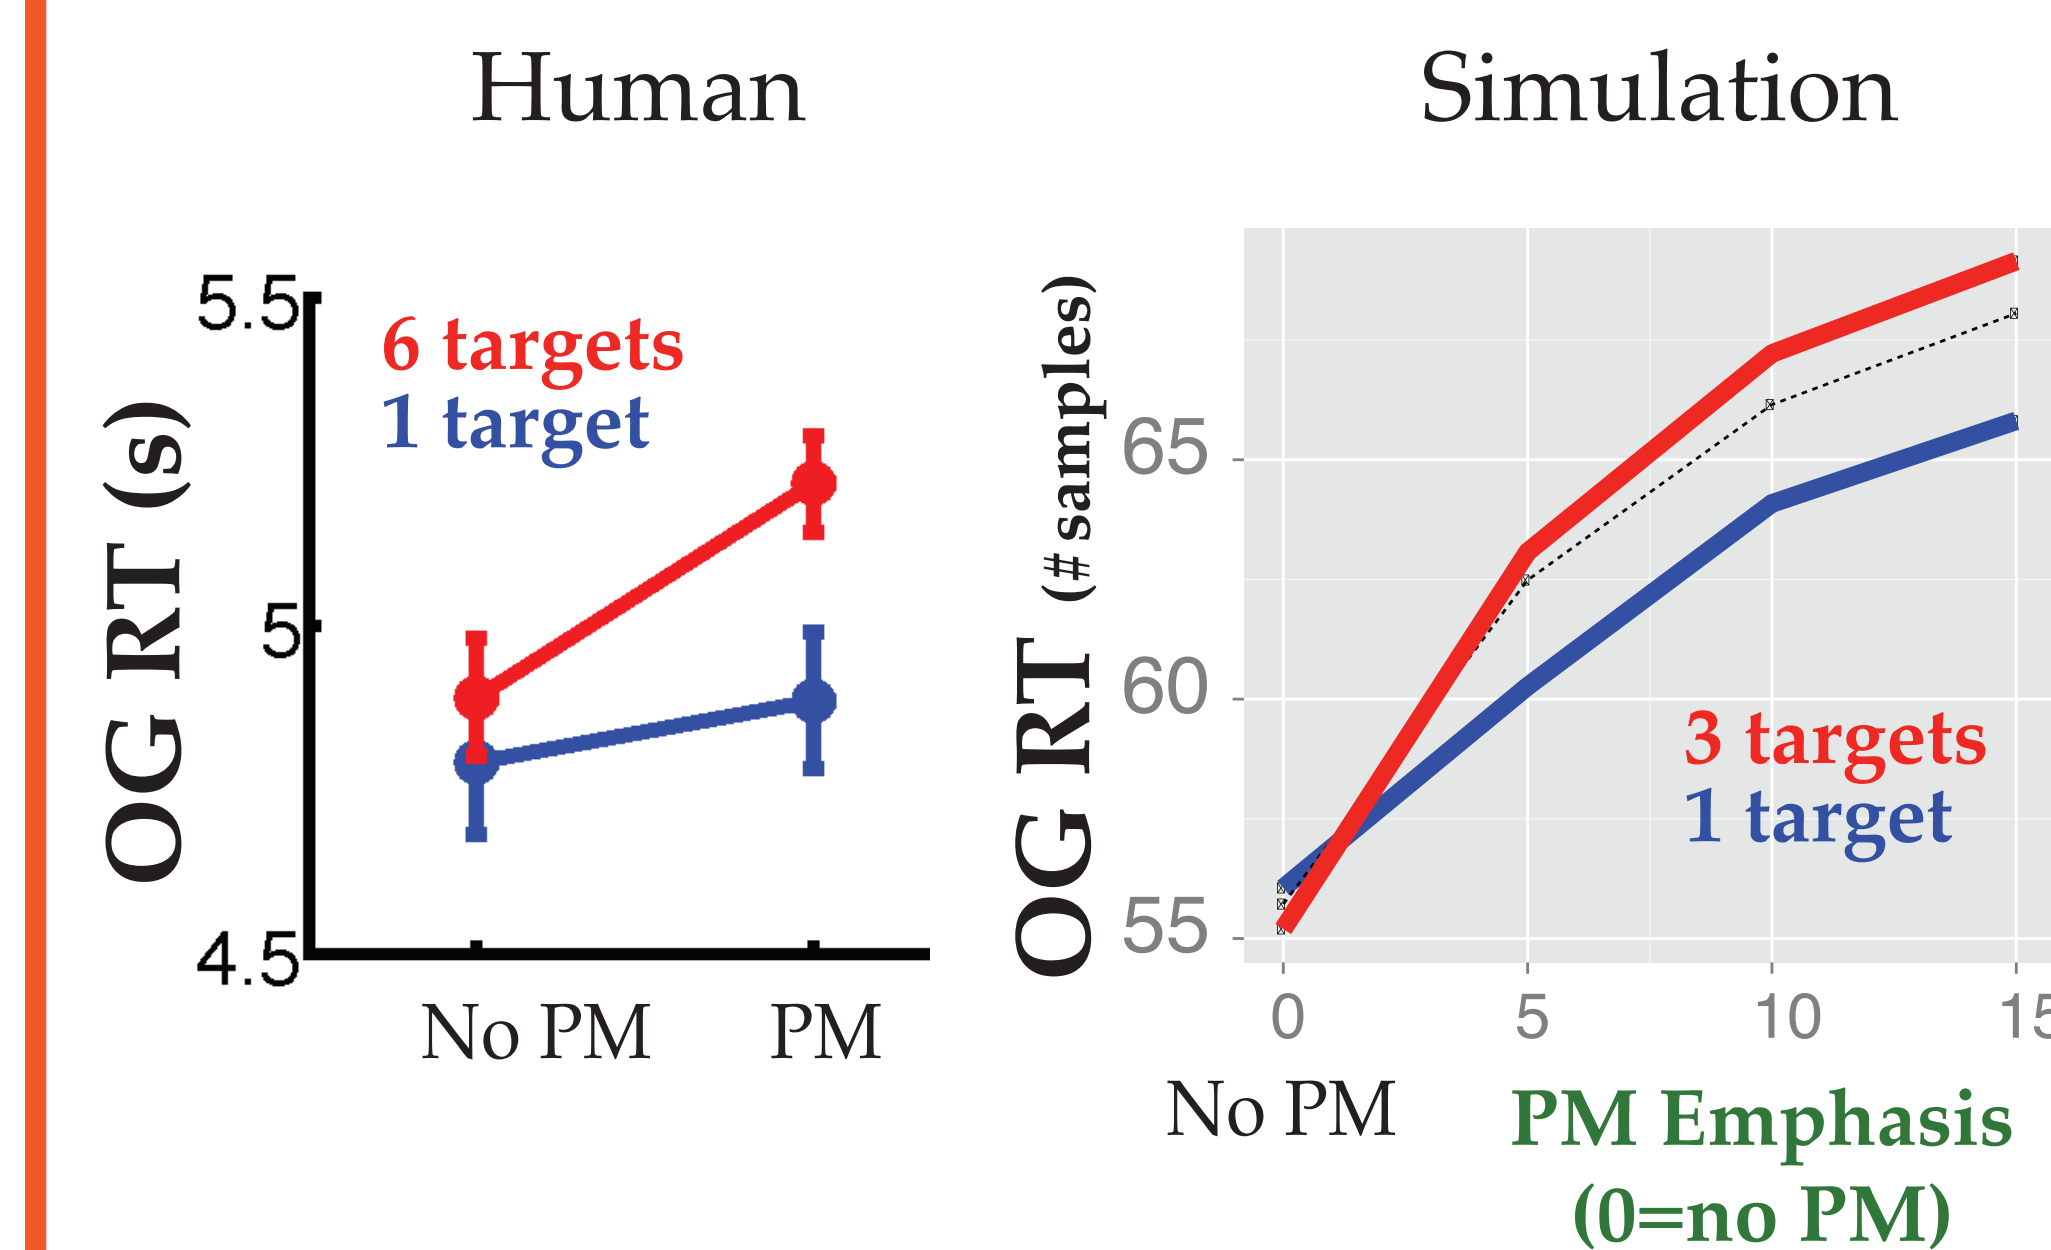 Human
Simulation
5.5
5
4.5
OG RT (s)
6 targets
1 target
No PM
PM
OG RT (# samples)
65
60
55
3 targets
1 target
0
5
10
15
No PM
PM Emphasis
(0=no PM)